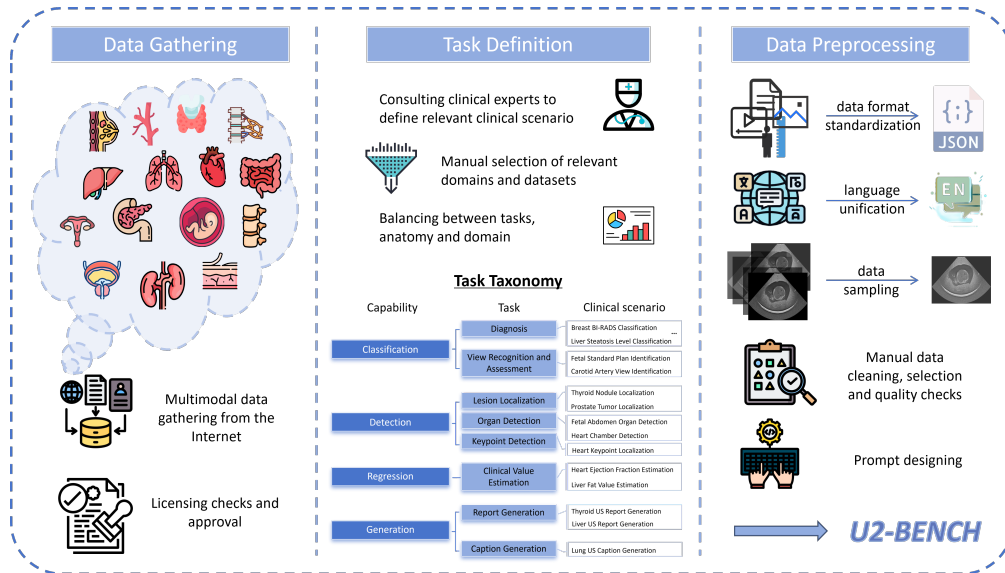 Data Gathering
Multimodal data
gathering from the
Internet
Licensing checks and
approval
Task Definition
Consulting clinical experts to
define relevant clinical scenario
Manual selection of relevant
domains and datasets
Balancing between tasks,
anatomy and domain
Task Taxonomy
Capability
Task
Clinical scenario
Classification
Diagnosis
Breast BI-RADS Classification
...
Liver Steatosis Level Classification
View Recognition and
Assessment
Fetal Standard Plan Identification
Carotid Artery View Identification
Detection
Lesion Localization
Thyroid Nodule Localization
Prostate Tumor Localization
Organ Detection
Fetal Abdomen Organ Detection
Heart Chamber Detection
Keypoint Detection
Heart Keypoint Localization
Regression
Clinical Value
Estimation
Heart Ejection Fraction Estimation
Liver Fat Value Estimation
Generation
Report Generation
Thyroid US Report Generation
Liver US Report Generation
Caption Generation
Lung US Caption Generation
Data Preprocessing
data format
standardization
{;}
JSON
文
A
language
unification
EN
data
sampling
Manual data
cleaning, selection
and quality checks
</>
Prompt designing
U2-BENCH